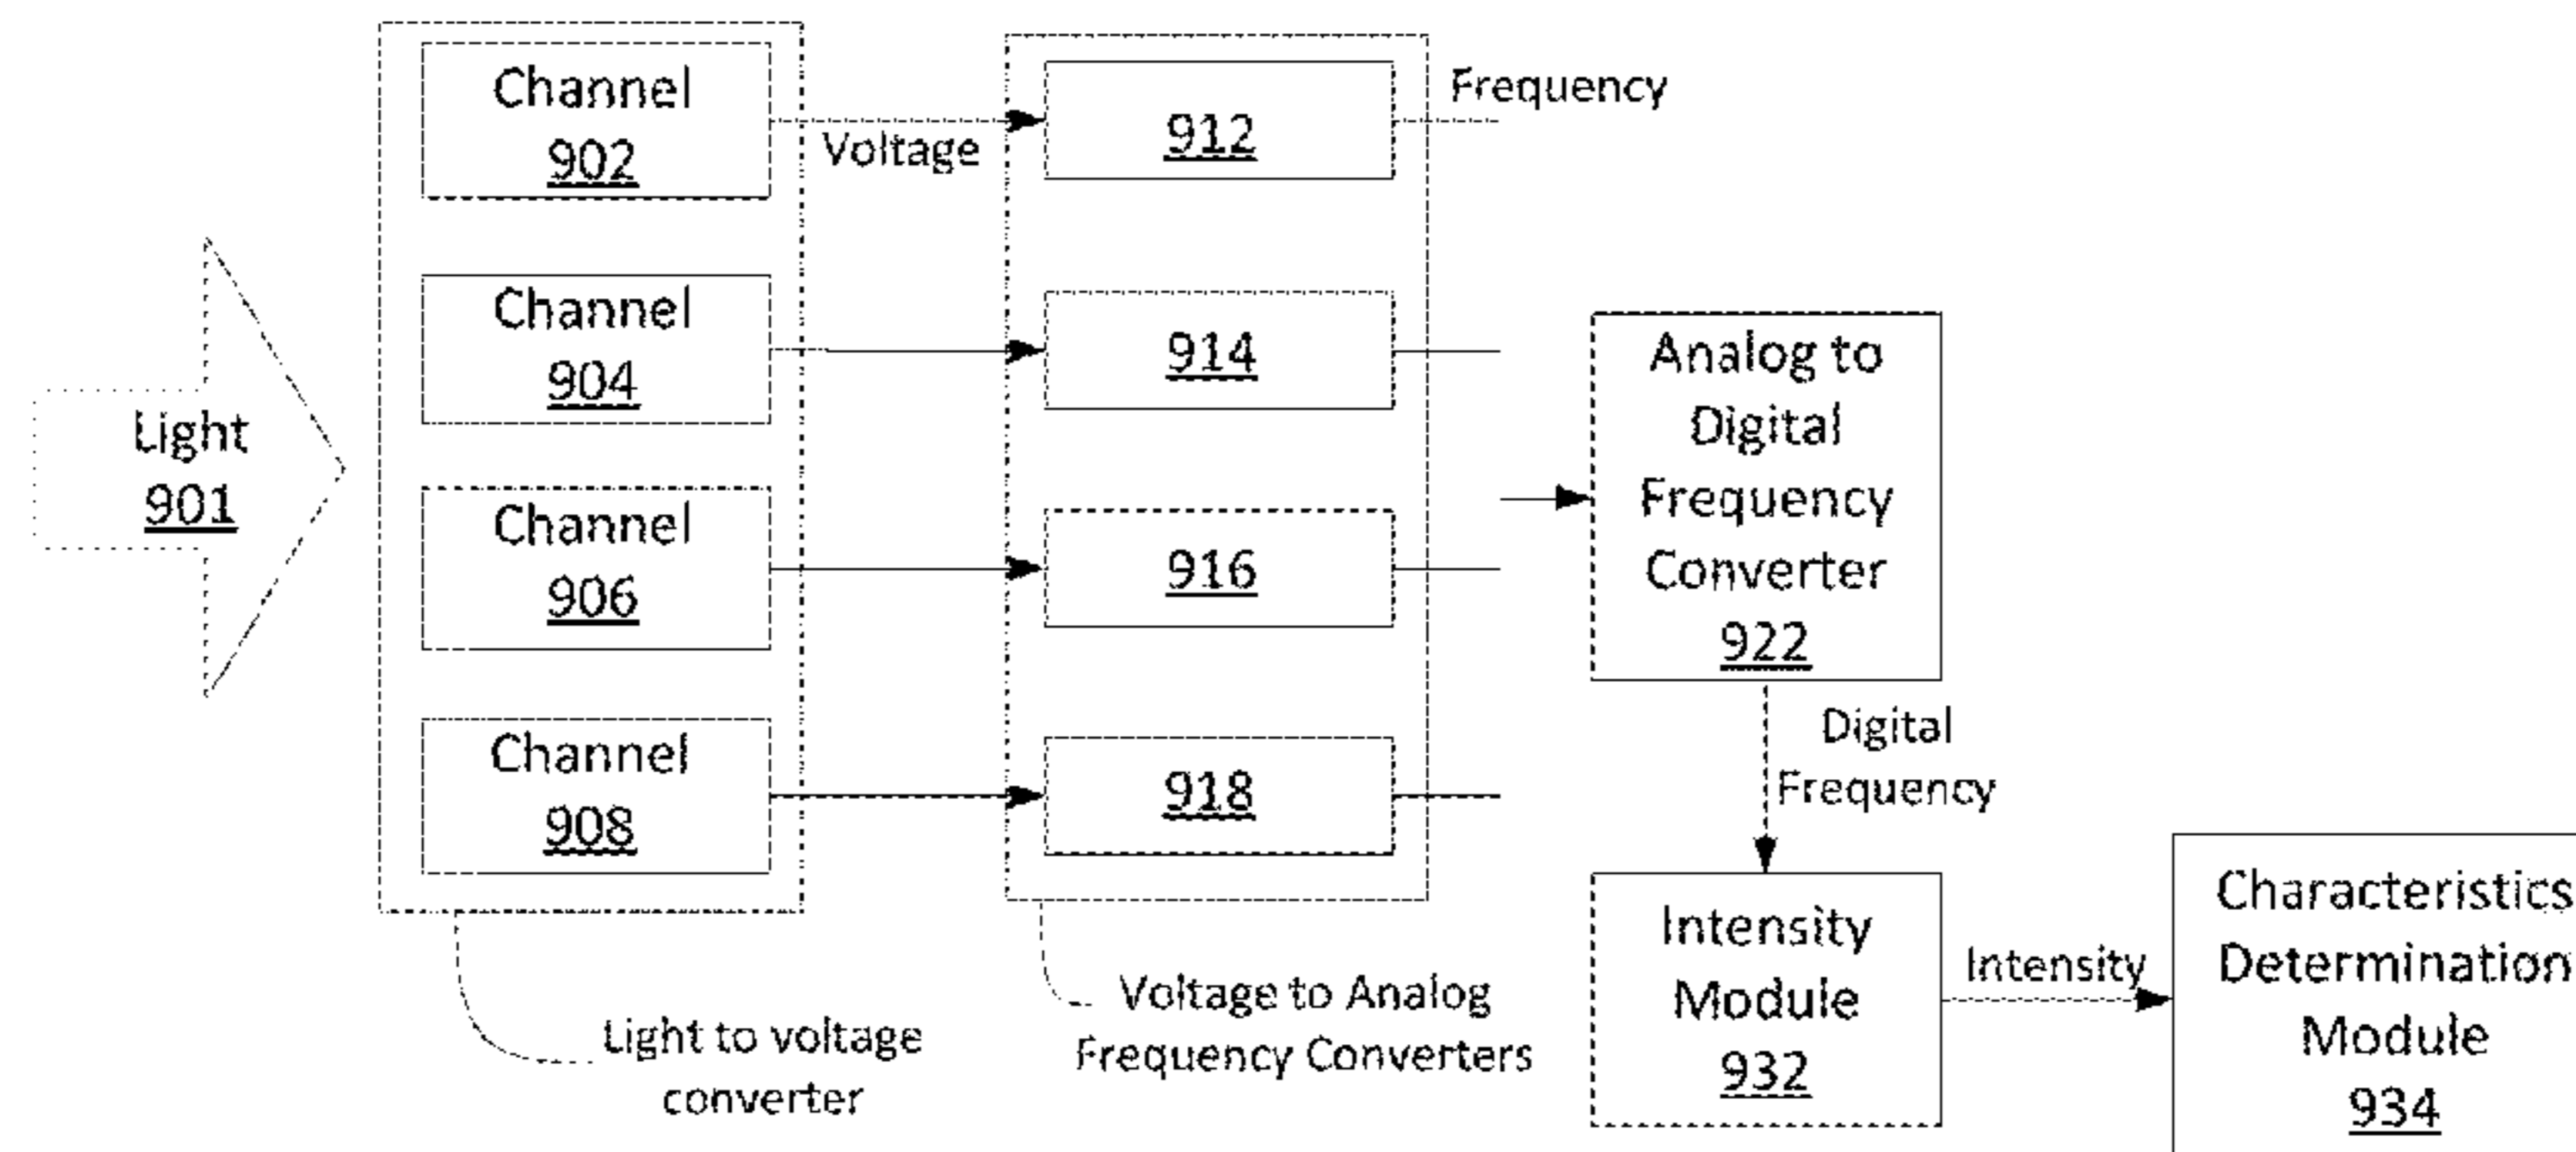 Light
901
Channel
902
Voltage
912
Frequency
Channel
904
914
Channel
906
916
Channel
908
918
Light to voltage
converter
Voltage to Analog
Frequency Converters
Analog to
Digital
Frequency
Converter
922
Digital
Frequency
Intensity
Module
932
Intensity
Characteristics
Determination
Module
934